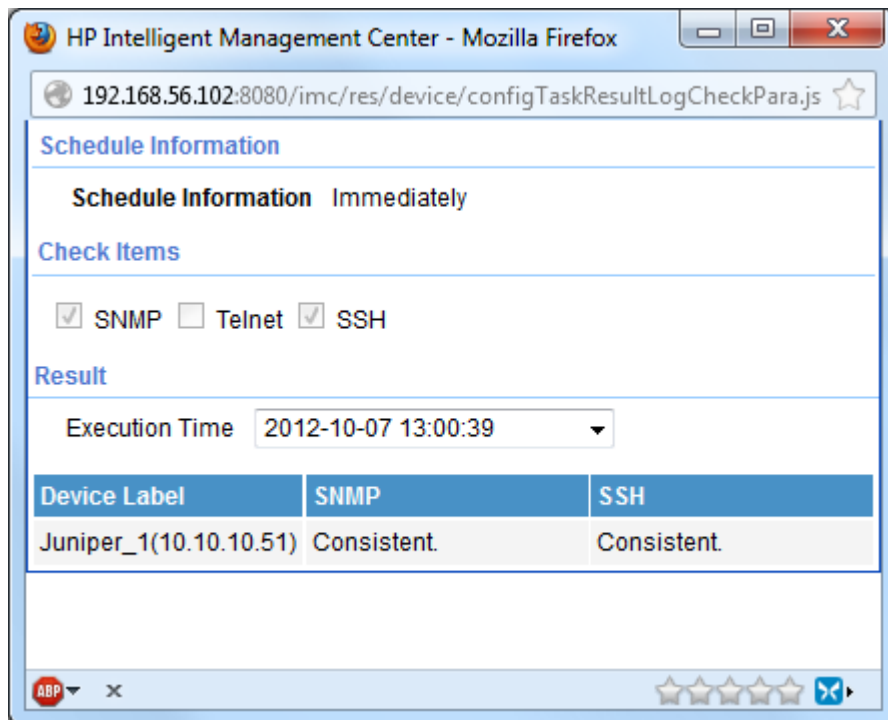 HP Intelligent Management Center - Mozilla Firefox
192.168.56.102:8080/imc/res/device/configTaskResultLogCheckPara.js
Schedule Information
Schedule Information Immediately
Check Items
SNMP Telnet SSH
Result
Execution Time 2012-10-07 13:00:39
Device Label SNMP SSH
Juniper_1(10.10.10.51) Consistent. Consistent.
ABP